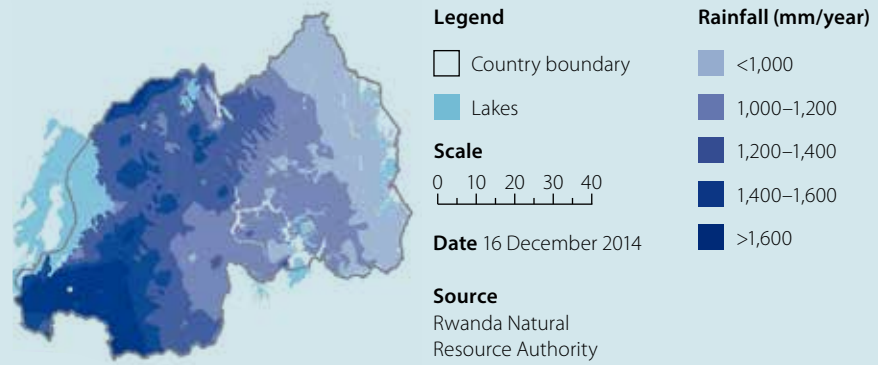 Legend
Country boundary
Lakes
Scale
0 10 20 30 40
Date 16 December 2014
Source
Rwanda Natural
Resource Authority
Rainfall (mm/year)
<1,000
1,000–1,200
1,200–1,400
1,400–1,600
>1,600